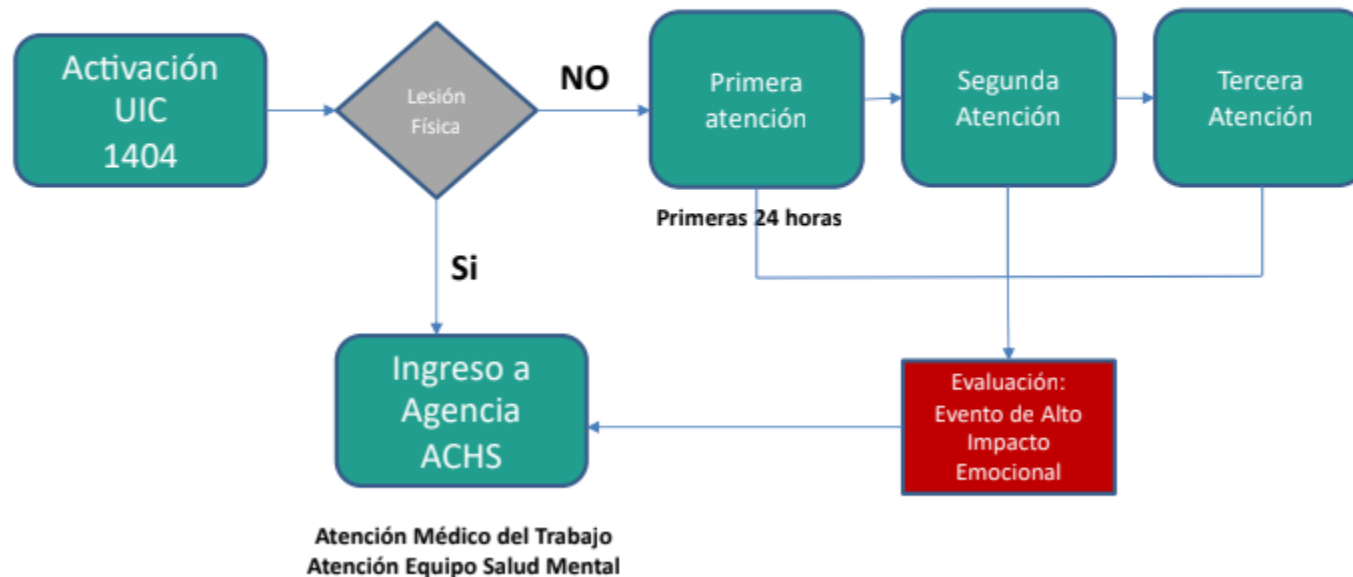 Activación
UIC
1404
Lesión
Física
NO
Primera
atención
Segunda
Atención
Tercera
Atención
Primeras 24 horas
Si
Ingreso a
Agencia
ACHS
Evaluación:
Evento de Alto
Impacto
Emocional
Atención Médico del Trabajo
Atención Equipo Salud Mental